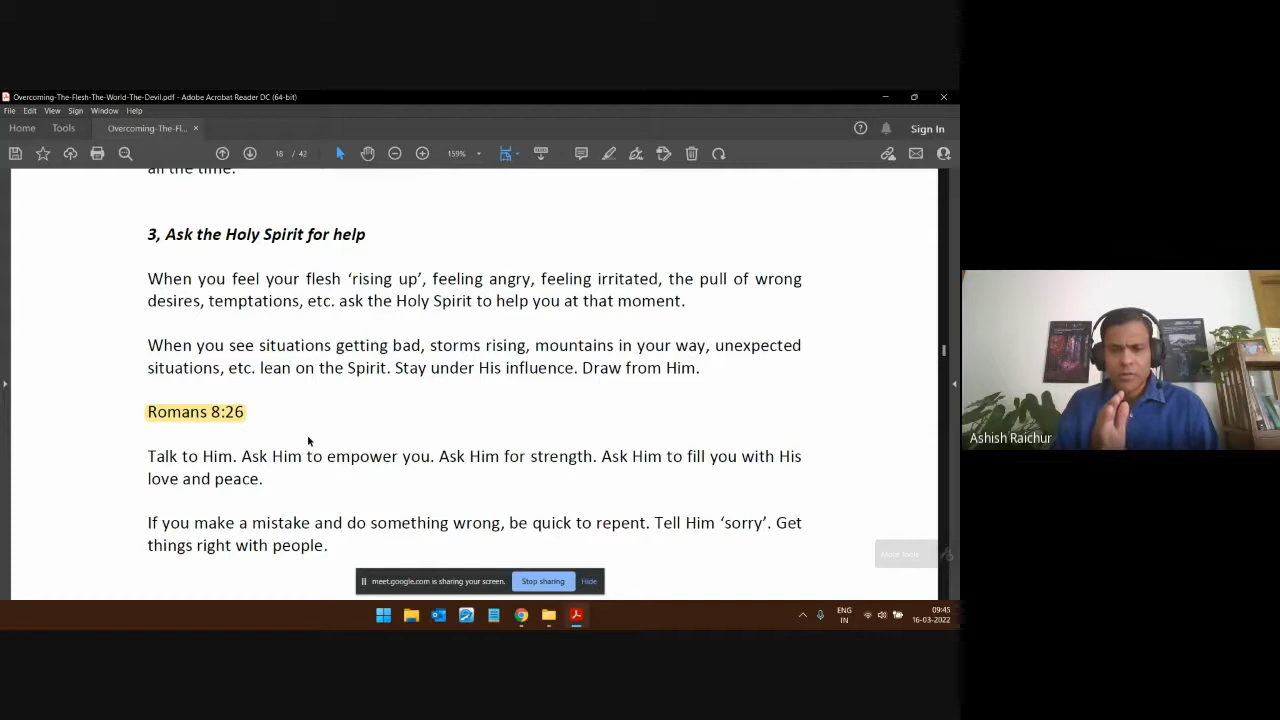 Overcoming-The-Flesh-The-World-The-Devil.pdf - Adobe Acrobat Reader DC (64-bit)
File Edit View Sign Window Help
Home Tools Overcoming-The-Fl... × Sign In
18 / 42 159%
all the time.
3, Ask the Holy Spirit for help
When you feel your flesh ‘rising up’, feeling angry, feeling irritated, the pull of wrong
desires, temptations, etc. ask the Holy Spirit to help you at that moment.
When you see situations getting bad, storms rising, mountains in your way, unexpected
situations, etc. lean on the Spirit. Stay under His influence. Draw from Him.
Romans 8:26
Talk to Him. Ask Him to empower you. Ask Him for strength. Ask Him to fill you with His
love and peace.
If you make a mistake and do something wrong, be quick to repent. Tell Him ‘sorry’. Get
things right with people.
More tools
meet.google.com is sharing your screen. Stop sharing Hide
ENG
IN
09:45
16-03-2022
Ashish Raichur